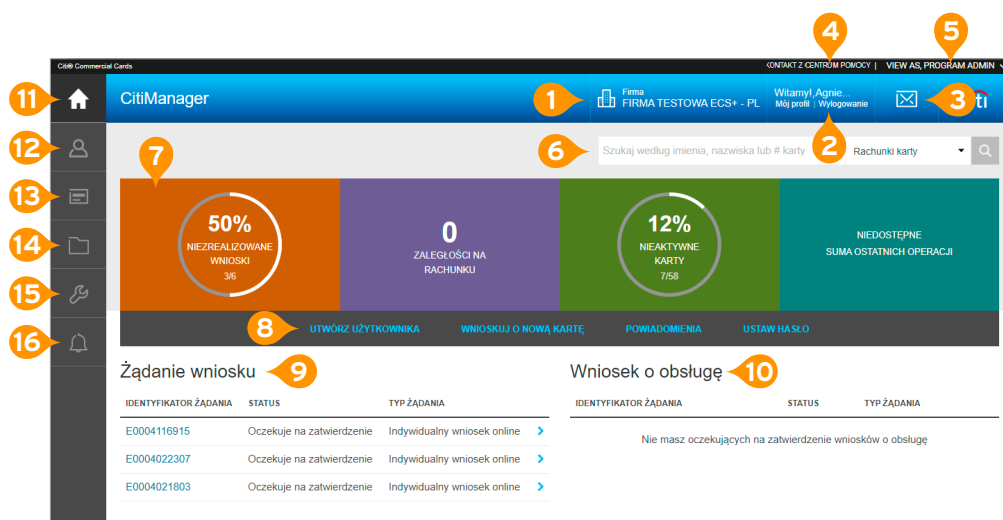 4
5
Citi® Commercial Cards
KONTAKT Z CENTRUM POMOCY | VIEW AS, PROGRAM ADMIN
11
CitiManager
1
Firma
FIRMA TESTOWA ECS+ - PL
Witamy!,Agnie...
Mój profil | Wylogowanie
3
12
7
6
Szukaj według imienia, nazwiska lub # karty
2
Rachunki karty
13
14
15
16
50%
NIEZREALIZOWANE
WNIOSKI
3/6
0
ZALEGŁOŚCI NA
RACHUNKU
12%
NIEAKTYWNE
KARTY
7/58
NIEDOSTĘPNE
SUMA OSTATNICH OPERACJI
8
UTWÓRZ UŻYTKOWNIKA WNIOSKUJ O NOWĄ KARTĘ POWIADOMIENIA USTAW HASŁO
Żądanie wniosku
9
IDENTYFIKATOR ŻĄDANIA STATUS TYP ŻĄDANIA
E0004116915 Oczekuje na zatwierdzenie Indywidualny wniosek online
E0004022307 Oczekuje na zatwierdzenie Indywidualny wniosek online
E0004021803 Oczekuje na zatwierdzenie Indywidualny wniosek online
Wniosek o obsługę
10
IDENTYFIKATOR ŻĄDANIA STATUS TYP ŻĄDANIA
Nie masz oczekujących na zatwierdzenie wniosków o obsługę